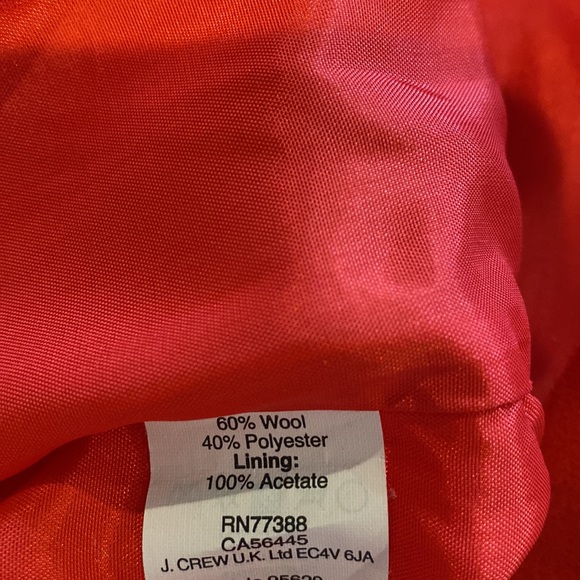 60% Wool
40% Polyester
Lining:
100% Acetate
RN77388
CA56445
J. CREW U.K. Ltd EC4V 6JA